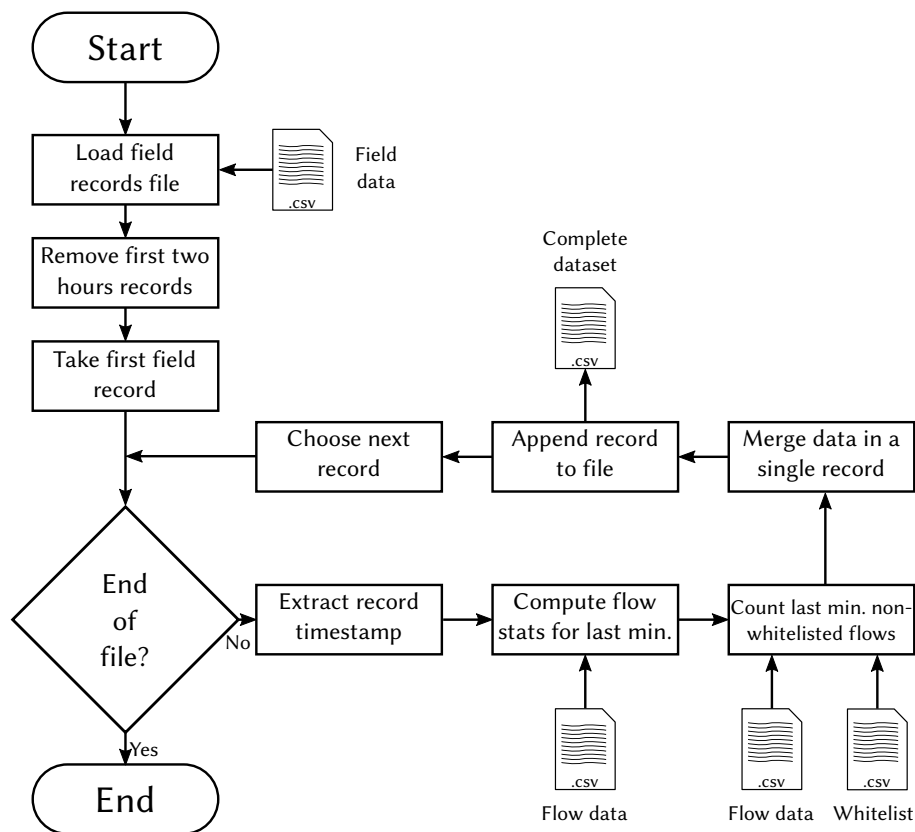 Start
Load field
records file
.csv
Field
data
Remove first two
hours records
Complete
dataset
.csv
Take first field
record
Choose next
record
Append record
to file
Merge data in a
single record
End
of
file?
No
Extract record
timestamp
Compute flow
stats for last min.
Count last min. non-
whitelisted flows
Yes
End
.csv
Flow data
.csv
Flow data
.csv
Whitelist